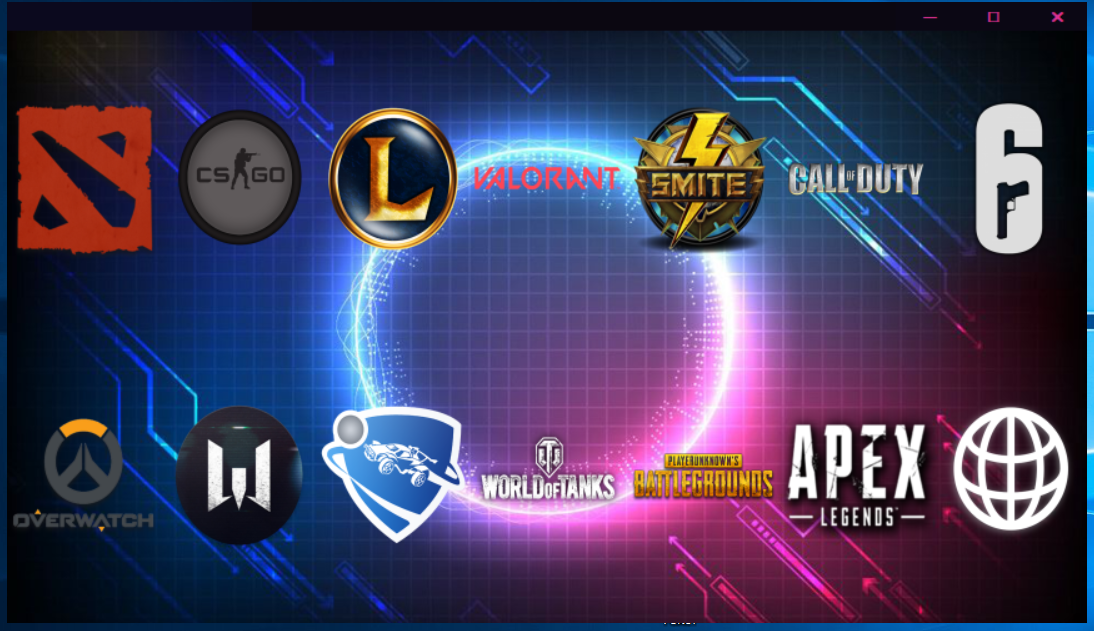 CS GO
L
VALORANT
SMITE
CALL OF DUTY
6
OVERWATCH
W
WORLD OF TANKS
PLAYERUNKNOWN'S
BATTLEGROUNDS
APEX
LEGENDS